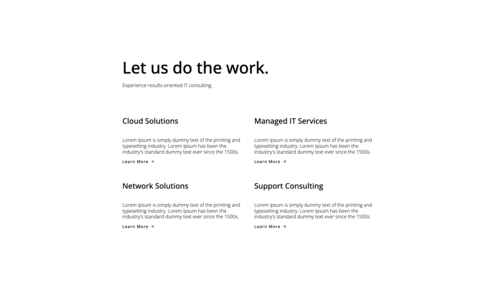 Let us do the work.
Experience results-oriented IT consulting.
Cloud Solutions
Lorem Ipsum is simply dummy text of the printing and
typesetting industry. Lorem Ipsum has been the
industry's standard dummy text ever since the 1500s.
Learn More →
Managed IT Services
Lorem Ipsum is simply dummy text of the printing and
typesetting industry. Lorem Ipsum has been the
industry's standard dummy text ever since the 1500s.
Learn More →
Network Solutions
Lorem Ipsum is simply dummy text of the printing and
typesetting industry. Lorem Ipsum has been the
industry's standard dummy text ever since the 1500s.
Learn More →
Support Consulting
Lorem Ipsum is simply dummy text of the printing and
typesetting industry. Lorem Ipsum has been the
industry's standard dummy text ever since the 1500s.
Learn More →